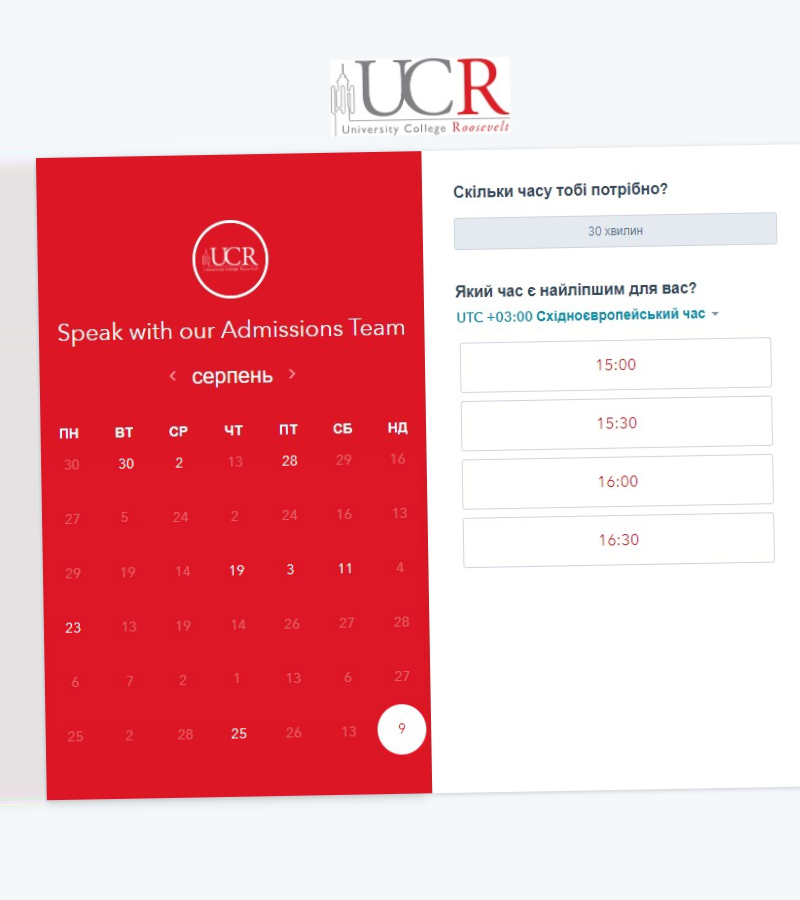 UCR
University College Roosevelt
UCR
Speak with our Admissions Team
серпень
ПН ВТ СР ЧТ ПТ СБ НД
30 30 2 13 28 29 16
27 5 24 2 24 16 13
29 19 14 19 3 11 4
23 13 19 14 26 27 28
6 7 2 1 13 6 27
25 2 28 25 26 13 9
Скільки часу тобі потрібно?
30 хвилин
Який час є найліпшим для вас?
UTC +03:00 Східноєвропейський час
15:00
15:30
16:00
16:30